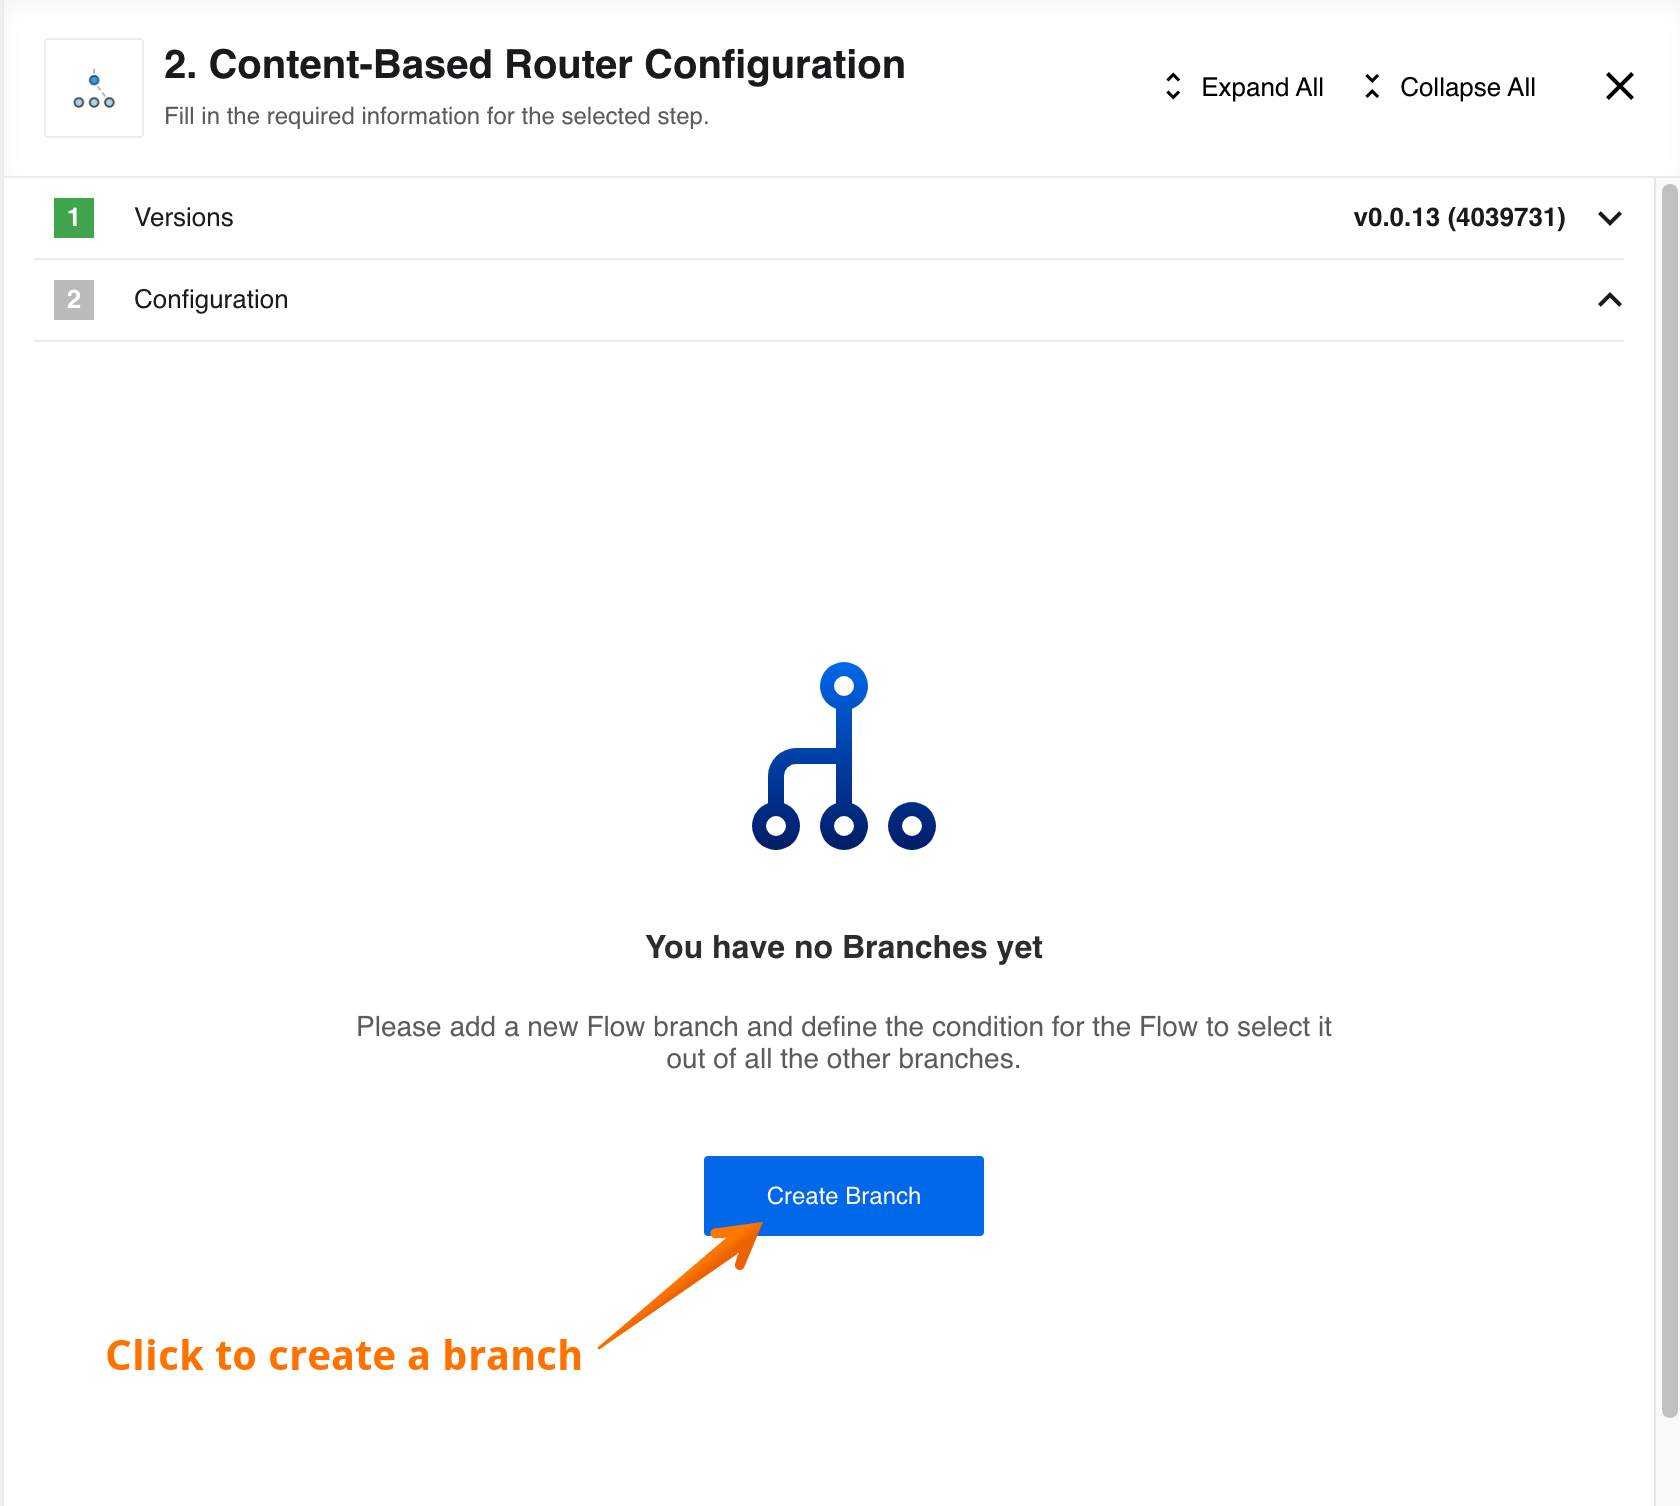 2. Content-Based Router Configuration
Fill in the required information for the selected step.
Expand All
Collapse All
1
Versions
v0.0.13 (4039731)
2
Configuration
You have no Branches yet
Please add a new Flow branch and define the condition for the Flow to select it
out of all the other branches.
Create Branch
Click to create a branch